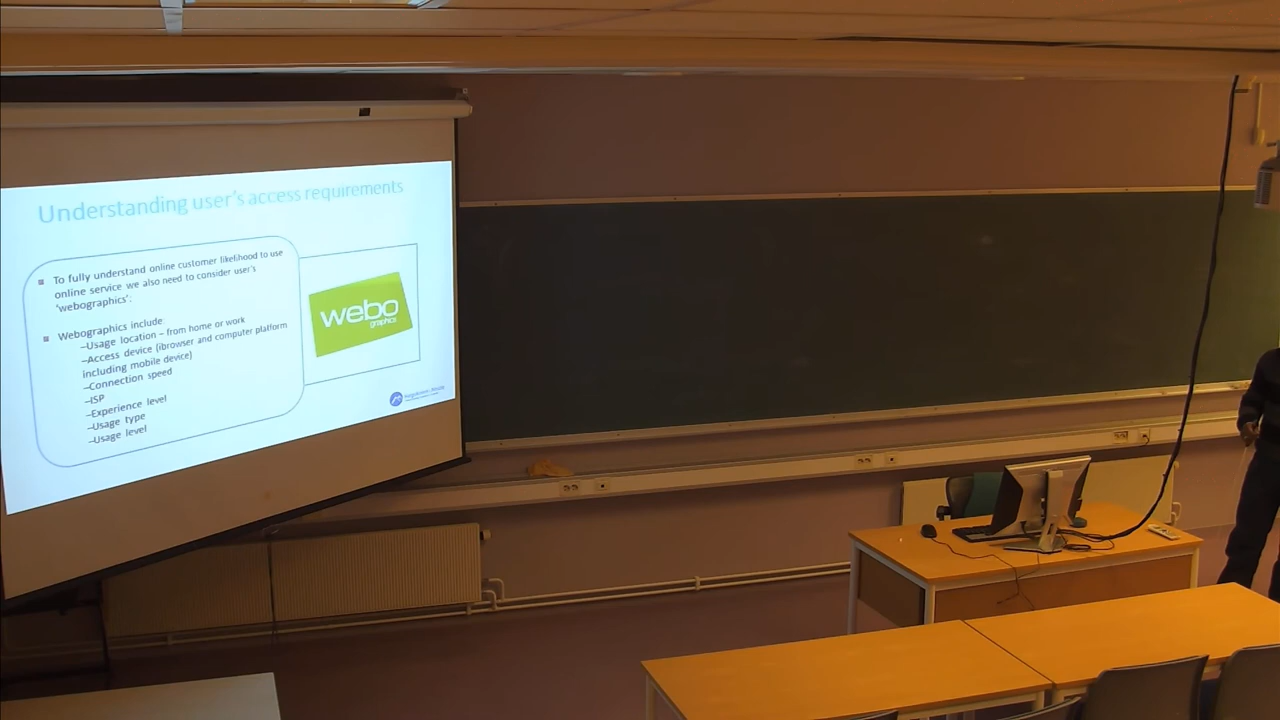 Understanding user's access requirements
To fully understand online customer likelihood to use
online service we also need to consider user's
'webographics':
Webographics include:
–Usage location – from home or work
–Access device (ibrowser and computer platform
including mobile device)
–Connection speed
–ISP
–Experience level
–Usage type
–Usage level
webo
graphics